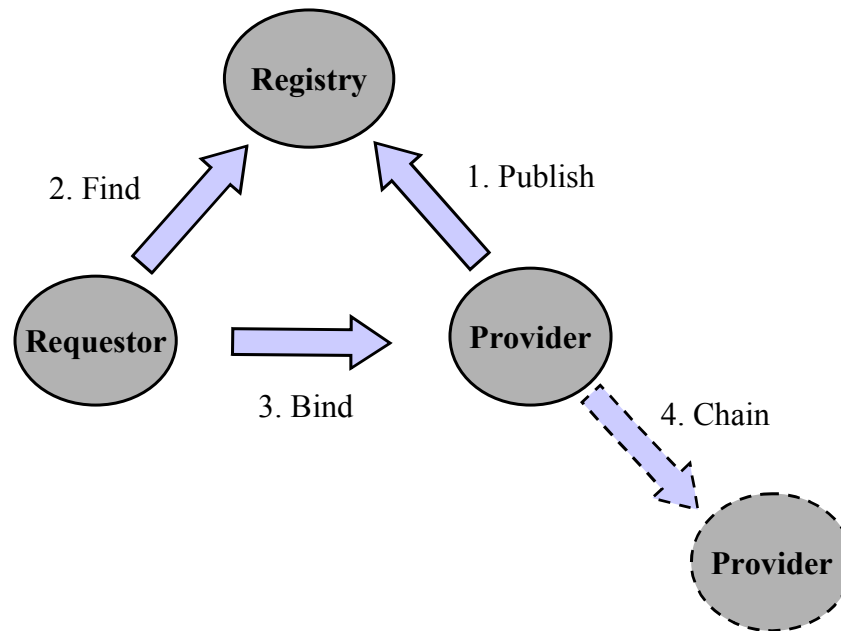 Registry
2. Find
1. Publish
Requestor
Provider
3. Bind
4. Chain
Provider